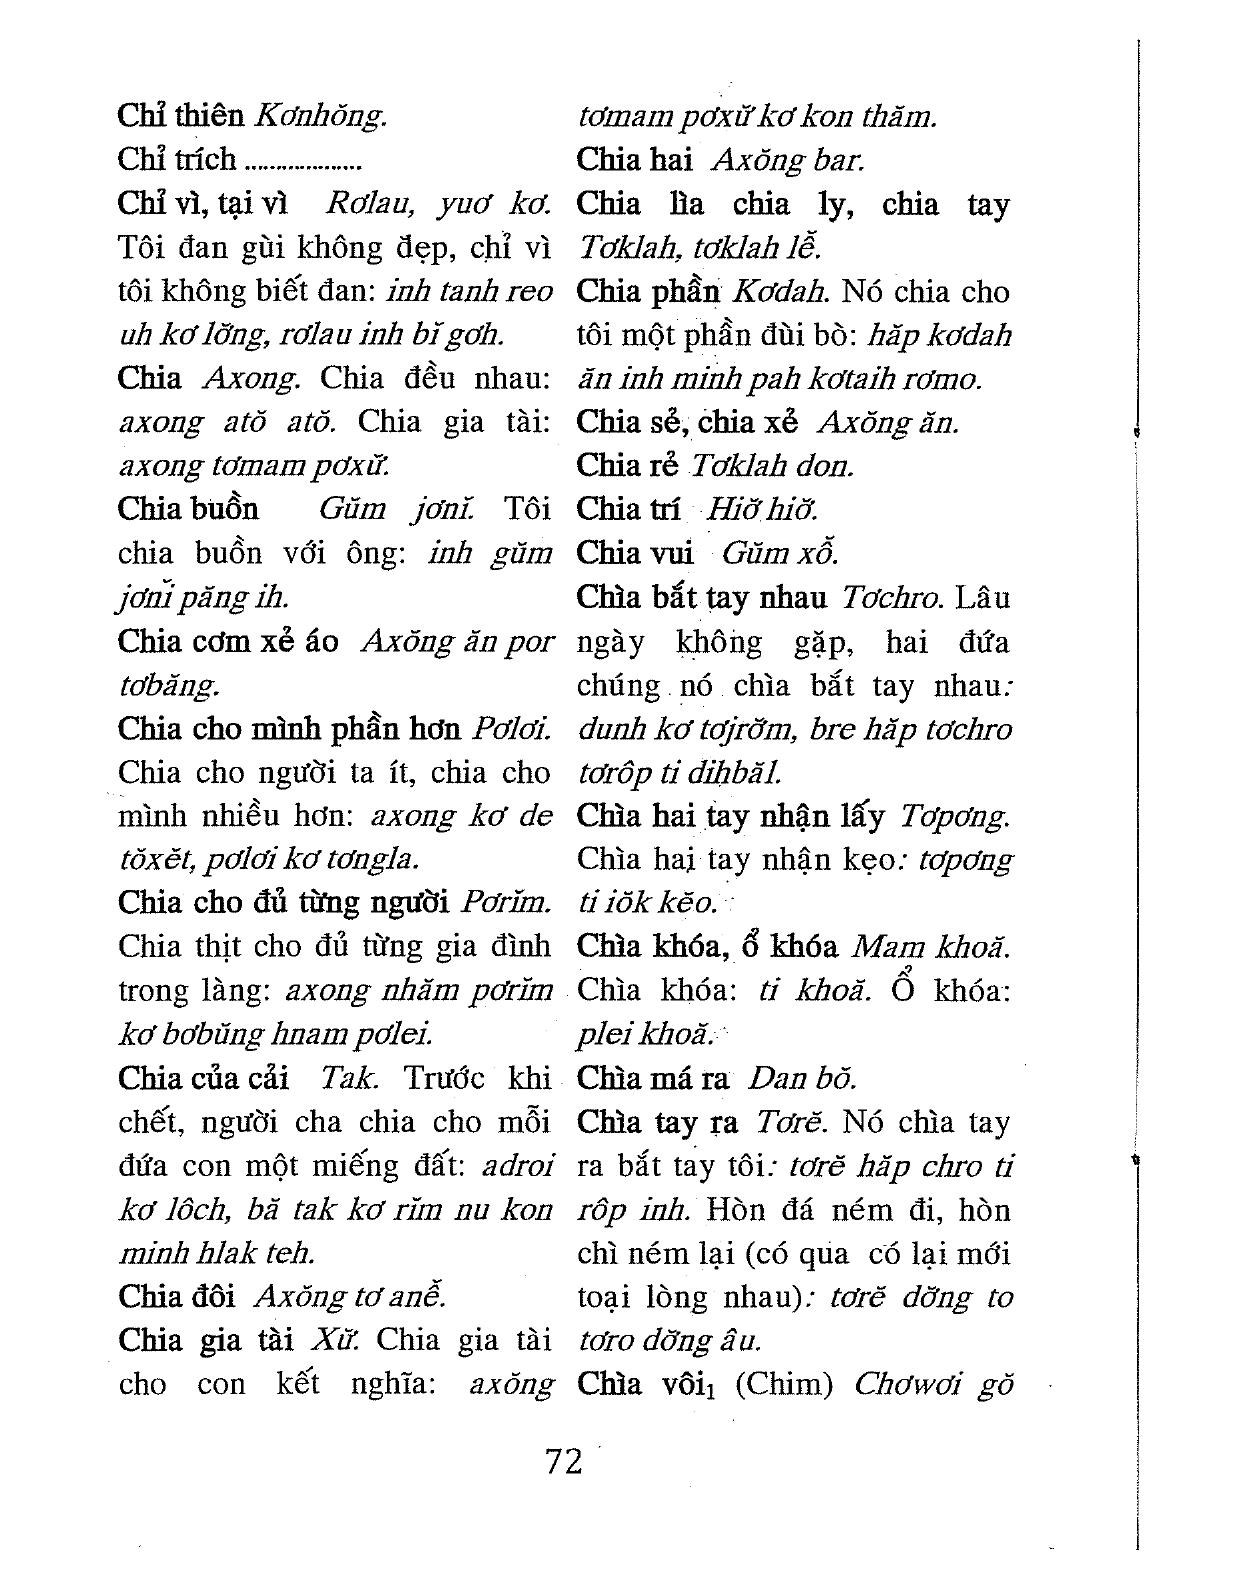 Chỉ thiên Kơnhŏng.
Chỉ trích ...................
Chỉ vì, tại vì Rơlau, yuơ kơ.
Tôi đan gùi không đẹp, chỉ vì
tôi không biết đan: inh tanh reo
uh kơ lơ̆ng, rơlau inh bĭ gơh.
Chia Axong. Chia đều nhau:
axong atŏ atŏ. Chia gia tài:
axong tơmam pơxư̆.
Chia buồn Gŭm jơnĭ. Tôi
chia buồn với ông: inh gŭm
jơnĭ păng ih.
Chia cơm xẻ áo Axŏng ăn por
tơbăng.
Chia cho mình phần hơn Pơlơi.
Chia cho người ta ít, chia cho
mình nhiều hơn: axong kơ de
tŏxĕt, pơlơi kơ tơngla.
Chia cho đủ từng người Pơrĭm.
Chia thịt cho đủ từng gia đình
trong làng: axong nhăm pơrĭm
kơ bơbŭng hnam pơlei.
Chia của cải Tak. Trước khi
chết, người cha chia cho mỗi
đứa con một miếng đất: adroi
kơ lôch, bă tak kơ rĭm nu kon
minh hlak teh.
Chia đôi Axŏng tơ anê̆.
Chia gia tài Xư̆. Chia gia tài
cho con kết nghĩa: axŏng
tơmam pơxư̆ kơ kon thăm.
Chia hai Axŏng bar.
Chia lìa chia ly, chia tay
Tơklah, tơklah lê̆.
Chia phần Kơdah. Nó chia cho
tôi một phần đùi bò: hăp kơdah
ăn inh minh pah kơtaih rơmo.
Chia sẻ, chia xẻ Axŏng ăn.
Chia rẻ Tơklah don.
Chia trí Hiơ̆ hiơ̆.
Chia vui Gŭm xô̆.
Chìa bắt tay nhau Tơchro. Lâu
ngày không gặp, hai đứa
chúng nó chìa bắt tay nhau:
dunh kơ tơjrơ̆m, bre hăp tơchro
tơrôp ti dihbăl.
Chìa hai tay nhận lấy Tơpơng.
Chìa hai tay nhận kẹo: tơpơng
ti iŏk kĕo.
Chìa khóa, ổ khóa Mam khoă.
Chìa khóa: ti khoă. Ổ khóa:
plei khoă.
Chìa má ra Dan bŏ.
Chìa tay ra Tơrĕ. Nó chìa tay
ra bắt tay tôi: tơrĕ hăp chro ti
rôp inh. Hòn đá ném đi, hòn
chì ném lại (có qua có lại mới
toại lòng nhau): tơrĕ dơ̆ng to
tơro dơ̆ng âu.
Chìa vôi₁ (Chim) Chơwơi gŏ
72